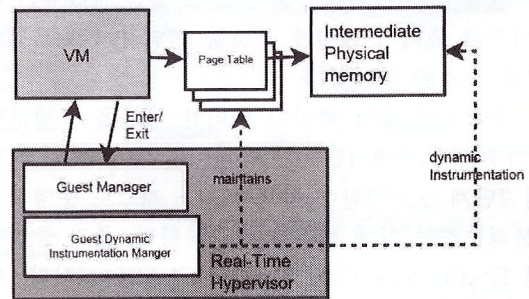 VM
Page Table
Intermediate
Physical
memory
Enter/
Exit
maintains
dynamic
Instrumentation
Guest Manager
Guest Dynamic
Instrumentation Manger
Real-Time
Hypervisor